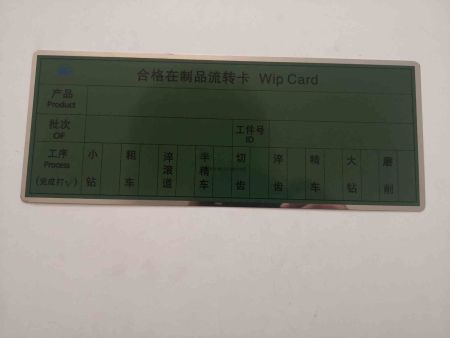 合格在制品流转卡 Wip Card
产品
Product
批次
OF
工件号
ID
工序
Process
(完成打√)
小钻
粗车
淬滚道
半精车
切齿
淬齿
精车
大钻
磨削